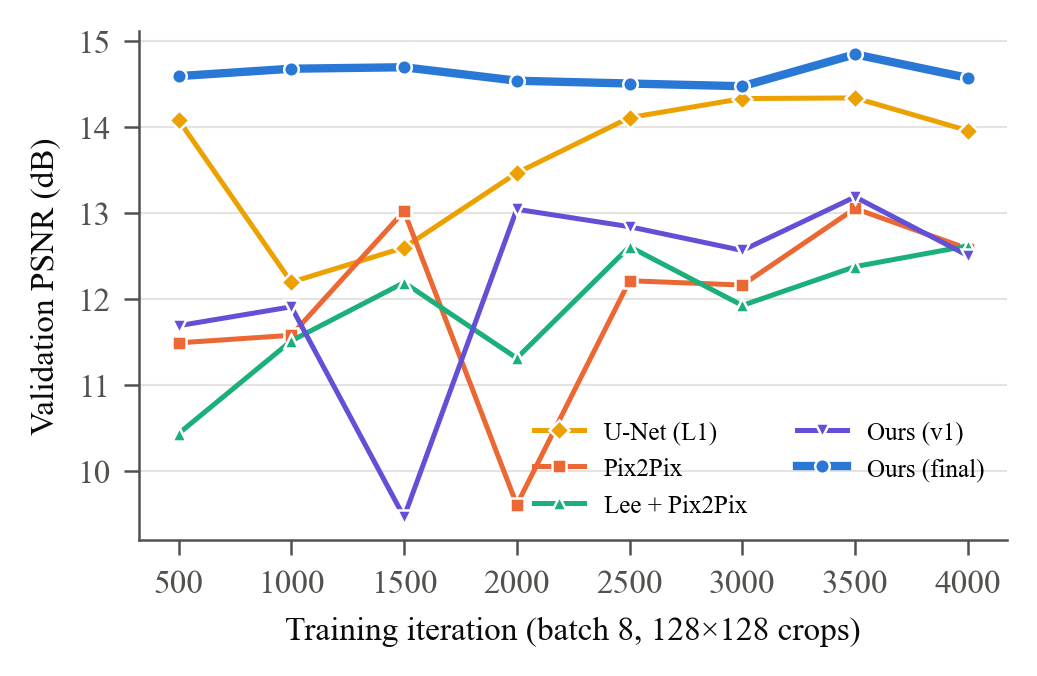 15
14
13
12
11
10
Validation PSNR (dB)
U-Net (L1)
Pix2Pix
Lee + Pix2Pix
Ours (v1)
Ours (final)
500 1000 1500 2000 2500 3000 3500 4000
Training iteration (batch 8, 128×128 crops)